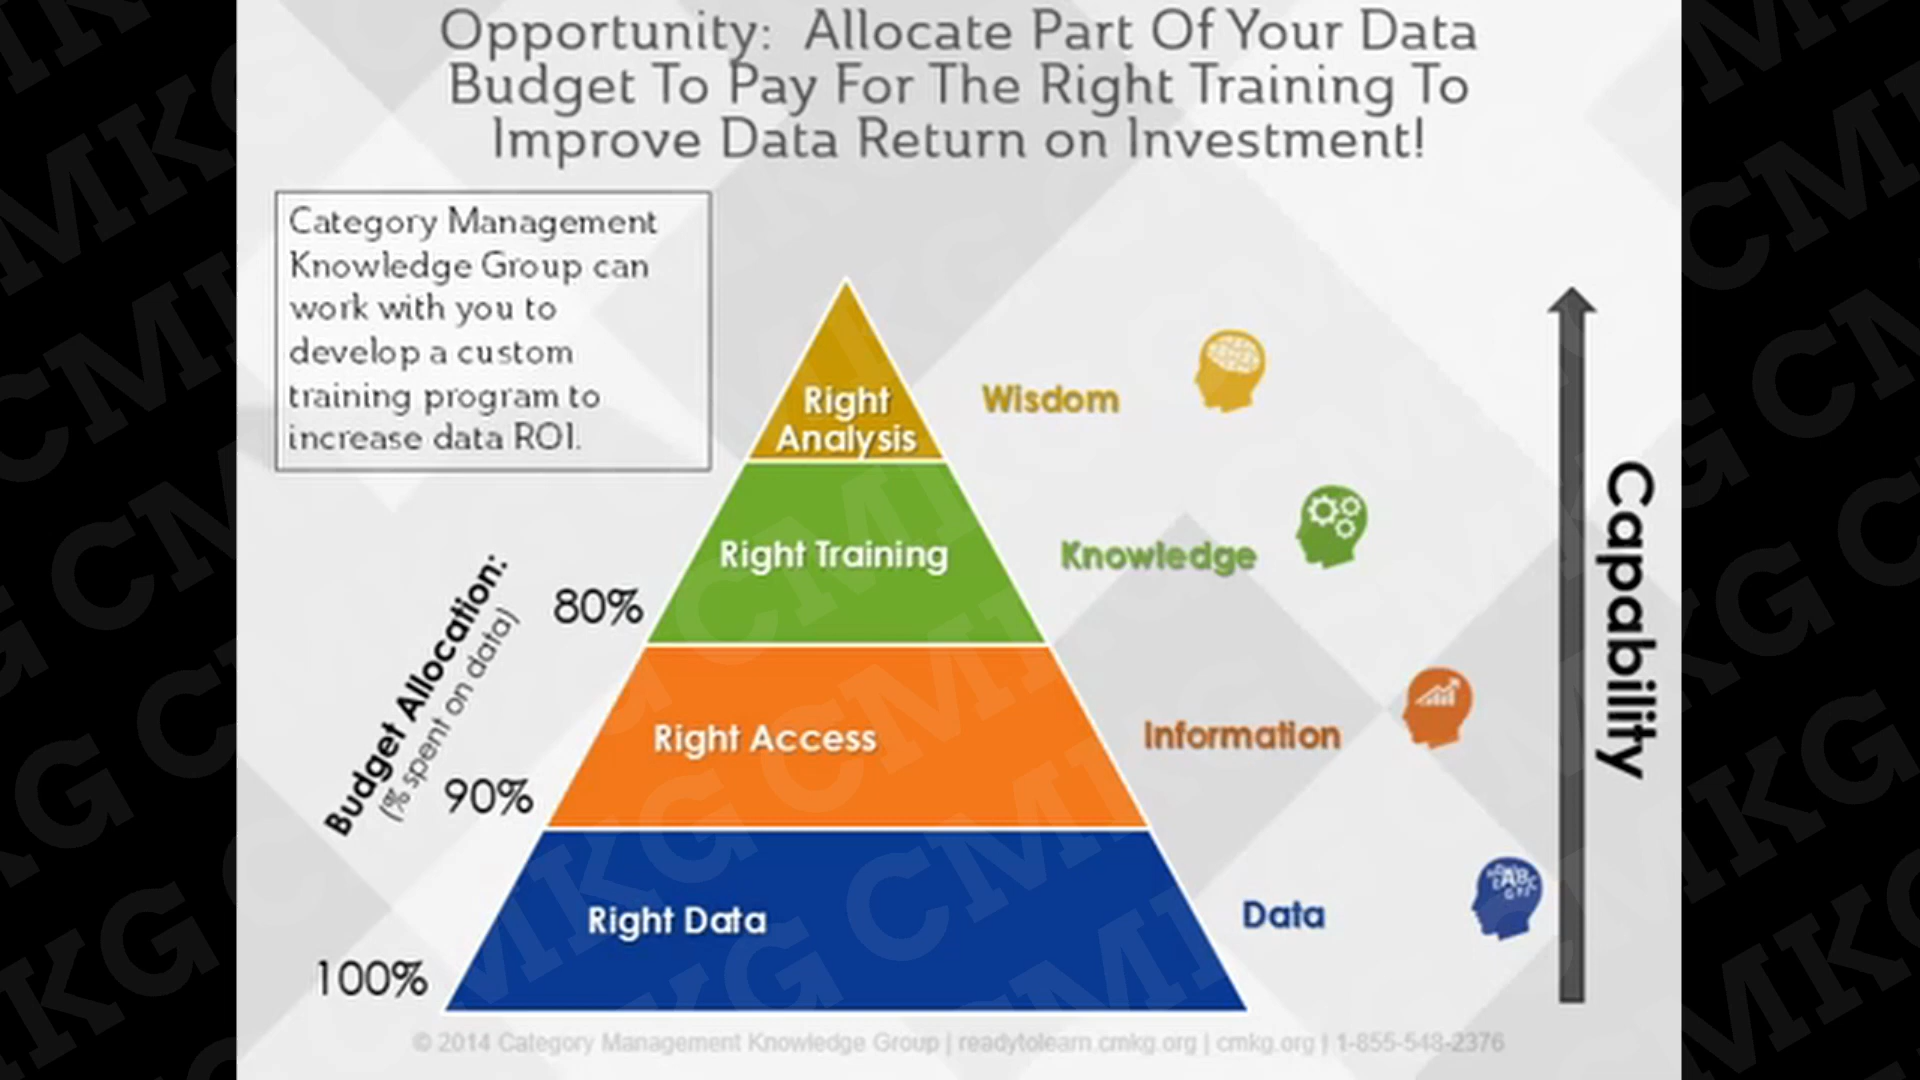 Opportunity: Allocate Part Of Your Data
Budget To Pay For The Right Training To
Improve Data Return on Investment!
Category Management
Knowledge Group can
work with you to
develop a custom
training program to
increase data ROI.
Right
Analysis
Wisdom
Right Training
Knowledge
80%
Budget Allocation:
(% spent on data)
Right Access
Information
90%
Right Data
Data
100%
Capability
© 2014 Category Management Knowledge Group | readytolearn.cmkg.org | cmkg.org | 1-855-548-2376